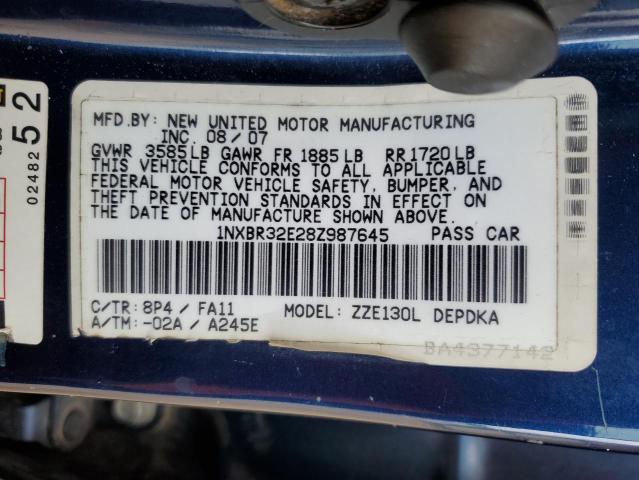 MFD.BY: NEW UNITED MOTOR MANUFACTURING
INC. 08/07
GVWR 3585LB GAWR FR 1885LB RR1720LB
THIS VEHICLE CONFORMS TO ALL APPLICABLE
FEDERAL MOTOR VEHICLE SAFETY, BUMPER, AND
THEFT PREVENTION STANDARDS IN EFFECT ON
THE DATE OF MANUFACTURE SHOWN ABOVE.
1NXBR32E28Z987645 PASS CAR
C/TR: 8P4 / FA11 MODEL: ZZE130L DEPDKA
A/TM: -02A / A245E
BA4377142
52
02482